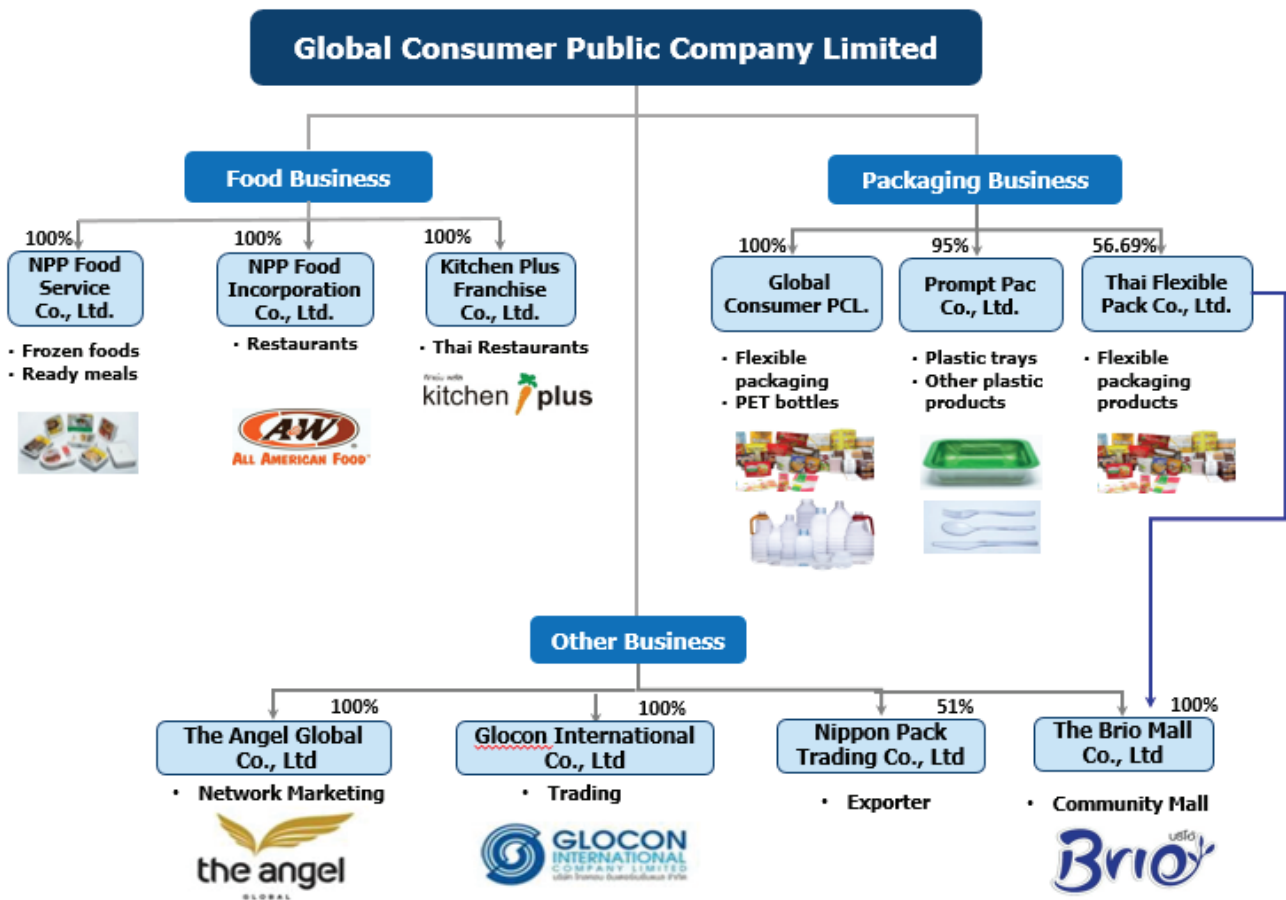 Global Consumer Public Company Limited
Food Business
Packaging Business
100%
NPP Food
Service
Co., Ltd.
· Frozen foods
· Ready meals
100%
NPP Food
Incorporation
Co., Ltd.
· Restaurants
A&W
ALL AMERICAN FOOD
100%
Kitchen Plus
Franchise
Co., Ltd.
· Thai Restaurants
kitchen plus
100%
Global
Consumer PCL.
· Flexible
packaging
· PET bottles
95%
Prompt Pac
Co., Ltd.
· Plastic trays
· Other plastic
products
56.69%
Thai Flexible
Pack Co., Ltd.
· Flexible
packaging
products
Other Business
100%
The Angel Global
Co., Ltd
• Network Marketing
the angel
GLOBAL
100%
Glocon International
Co., Ltd
• Trading
GLOCON
INTERNATIONAL
COMPANY LIMITED
51%
Nippon Pack
Trading Co., Ltd
• Exporter
100%
The Brio Mall
Co., Ltd
• Community Mall
บริโอ้
Brio